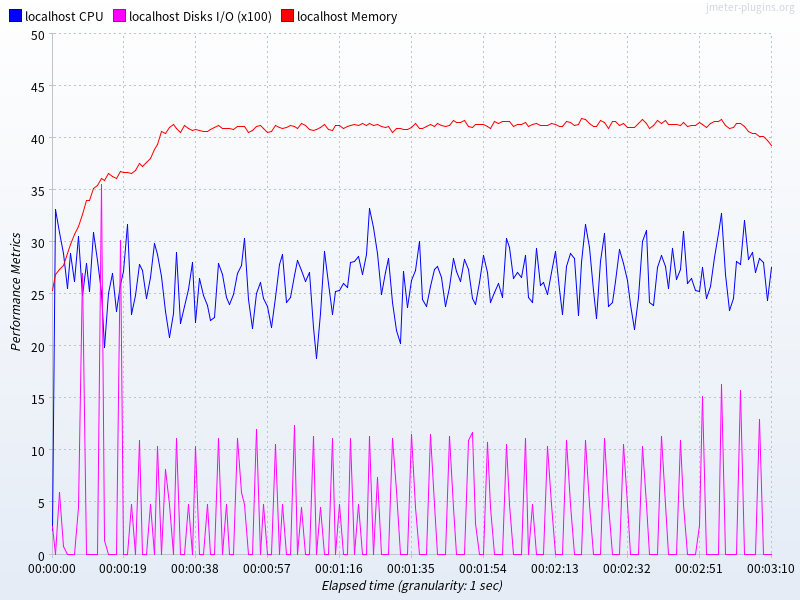 jmeter-plugins.org
localhost CPU localhost Disks I/O (x100) localhost Memory
50
45
40
35
30
25
20
15
10
5
0
Performance Metrics
00:00:00 00:00:19 00:00:38 00:00:57 00:01:16 00:01:35 00:01:54 00:02:13 00:02:32 00:02:51 00:03:10
Elapsed time (granularity: 1 sec)